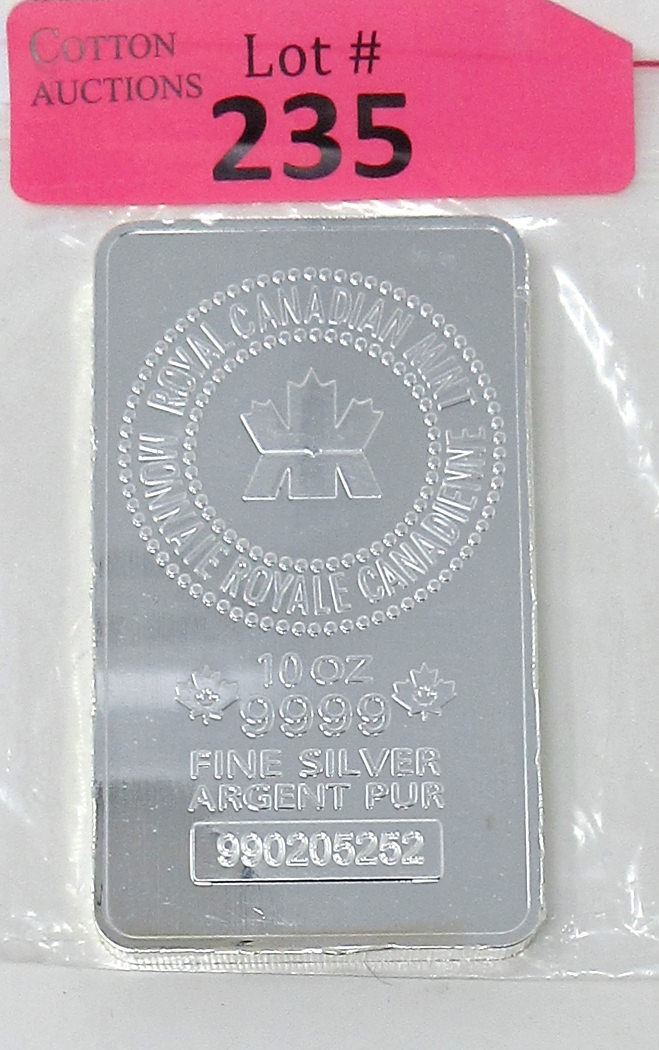 COTTON
AUCTIONS
Lot #
235
ROYAL CANADIAN MINT
MONNAIE ROYALE CANADIENNE
10 OZ
9999
FINE SILVER
ARGENT PUR
990205252